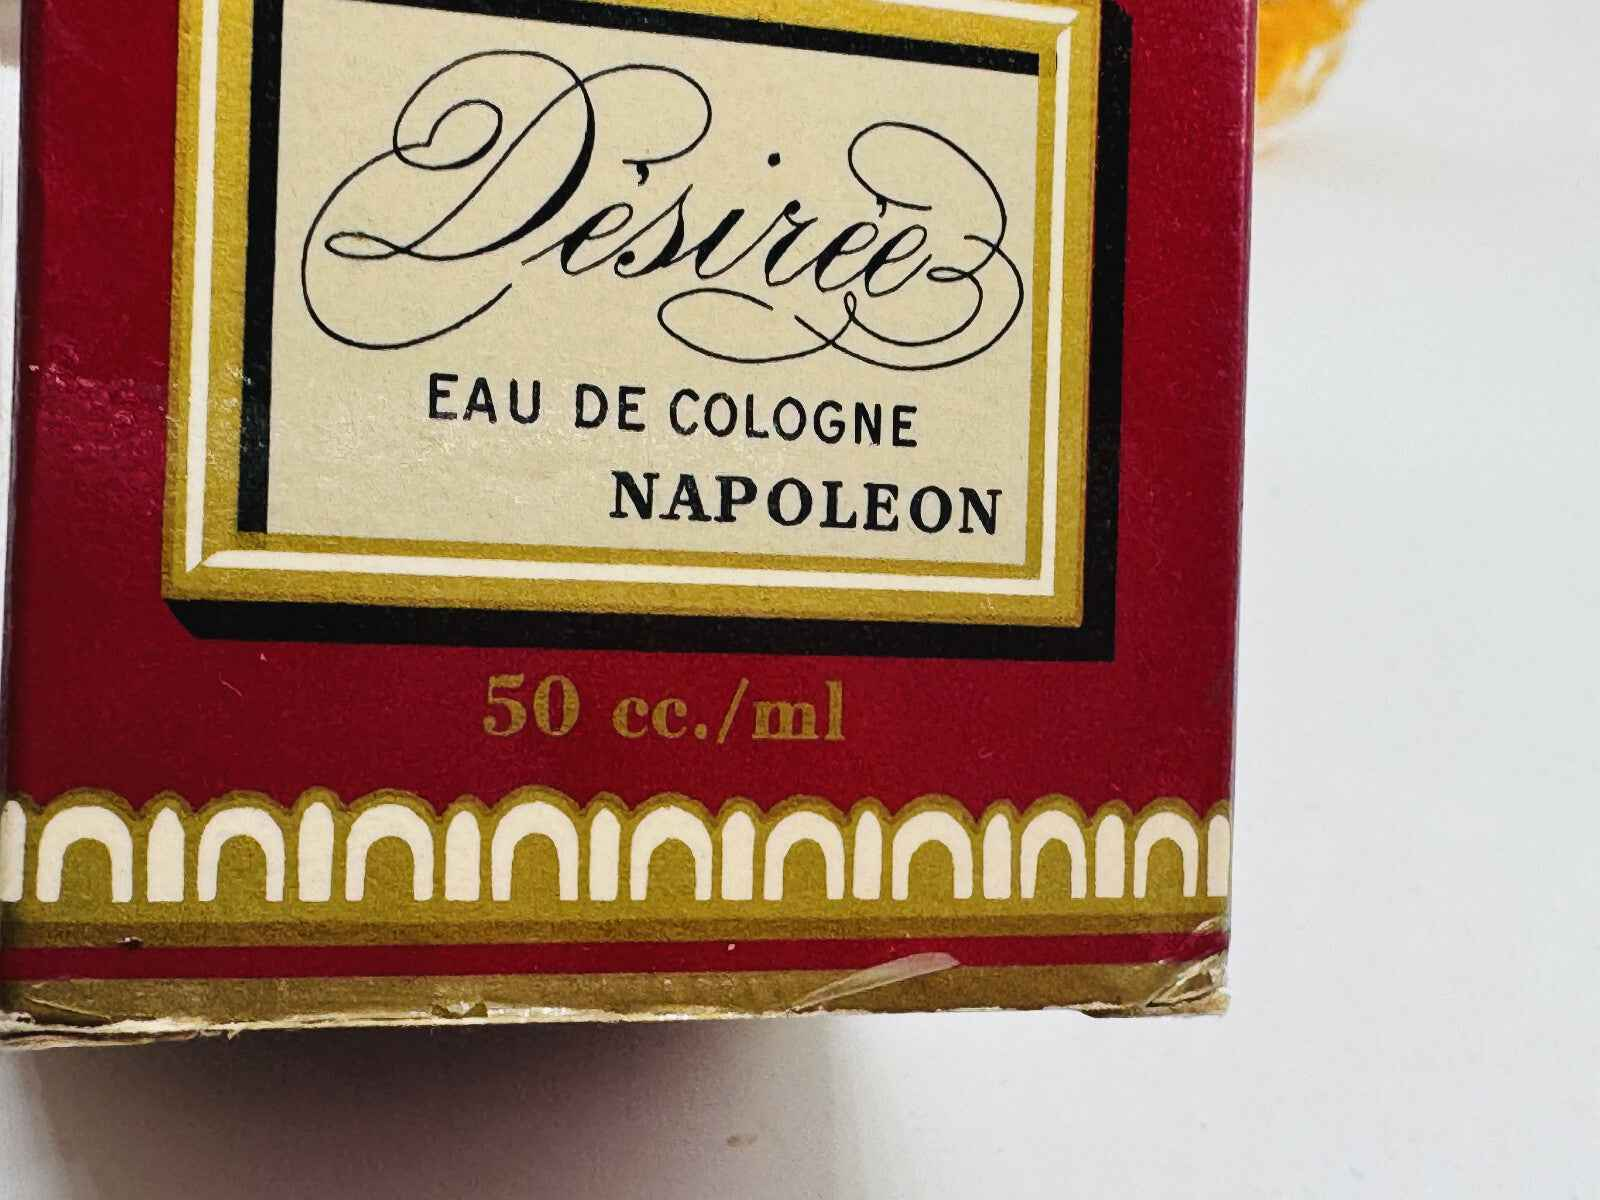 Désirée
EAU DE COLOGNE
NAPOLEON
50 cc./ml